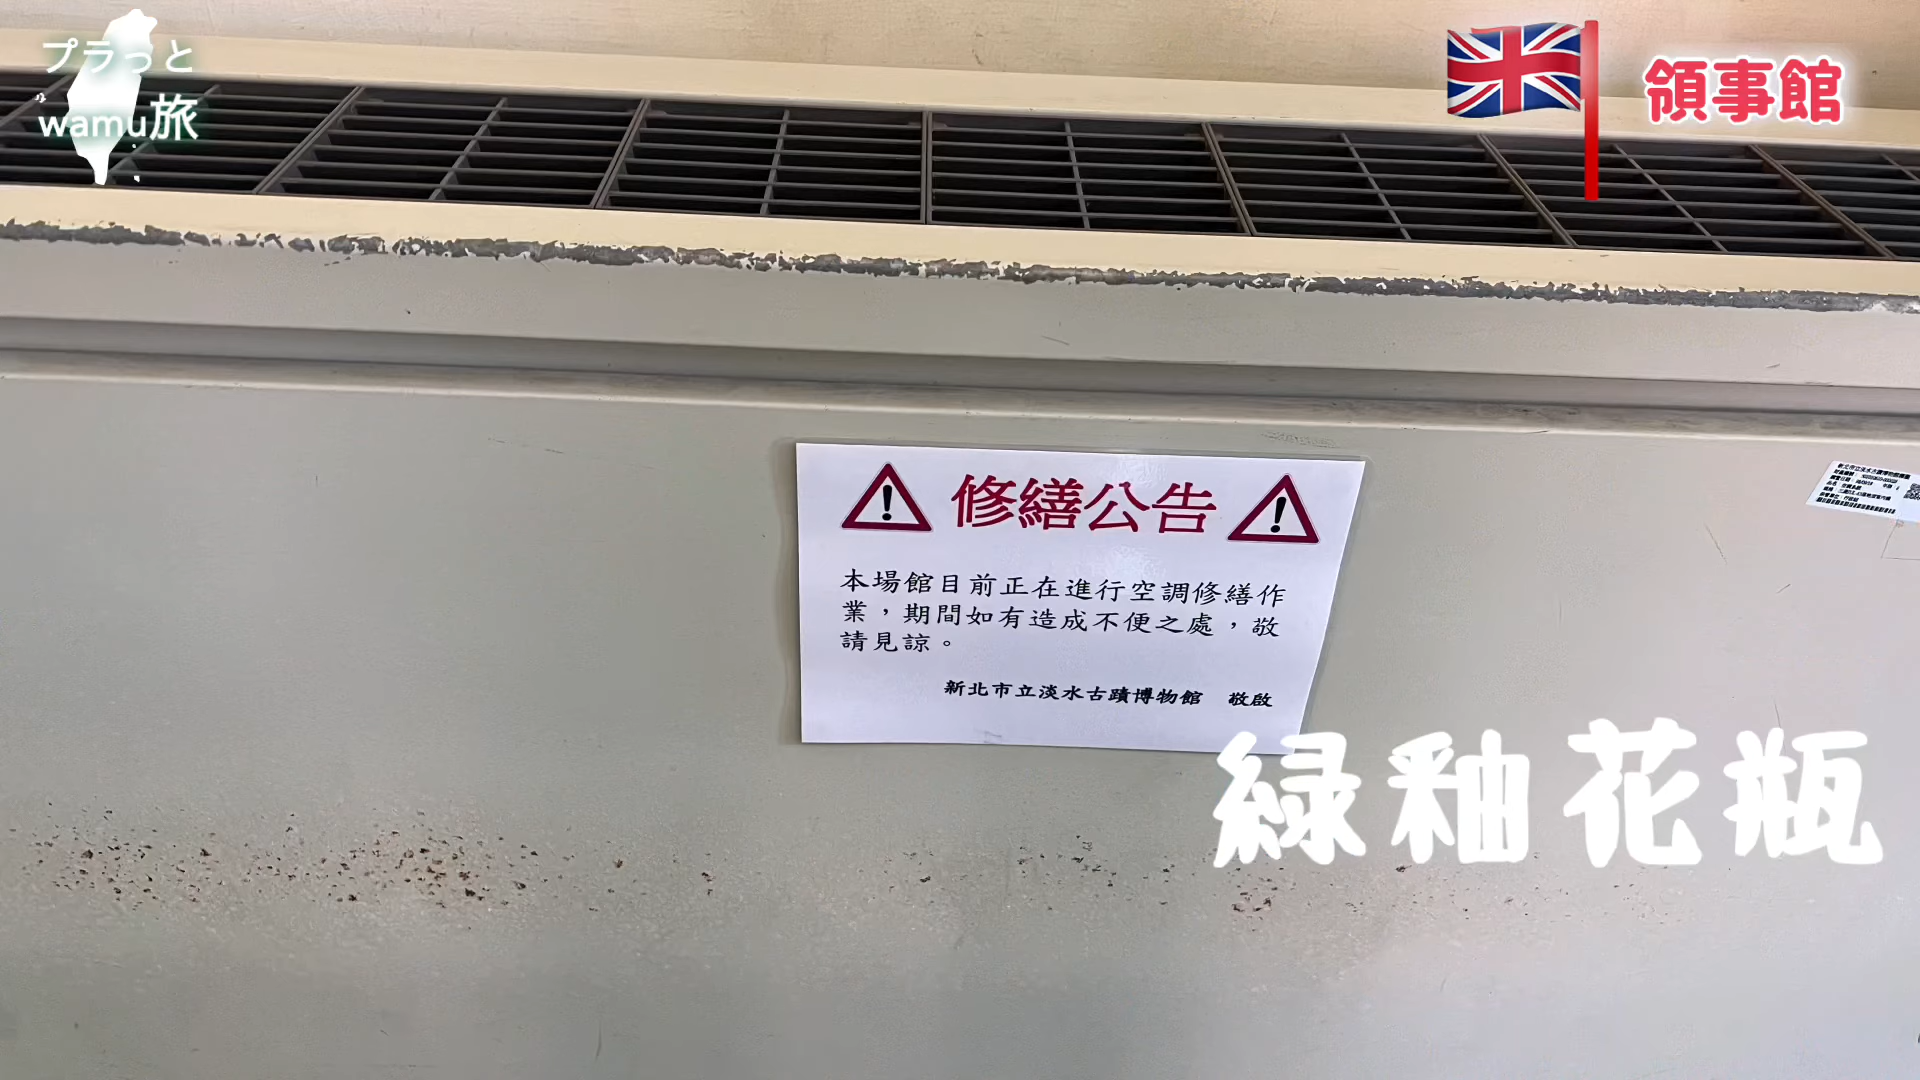 プラっと
wamu旅
領事館
修繕公告
本場館目前正在進行空調修繕作
業，期間如有造成不便之處，敬
請見諒。
新北市立淡水古蹟博物館　敬啟
緑釉花瓶